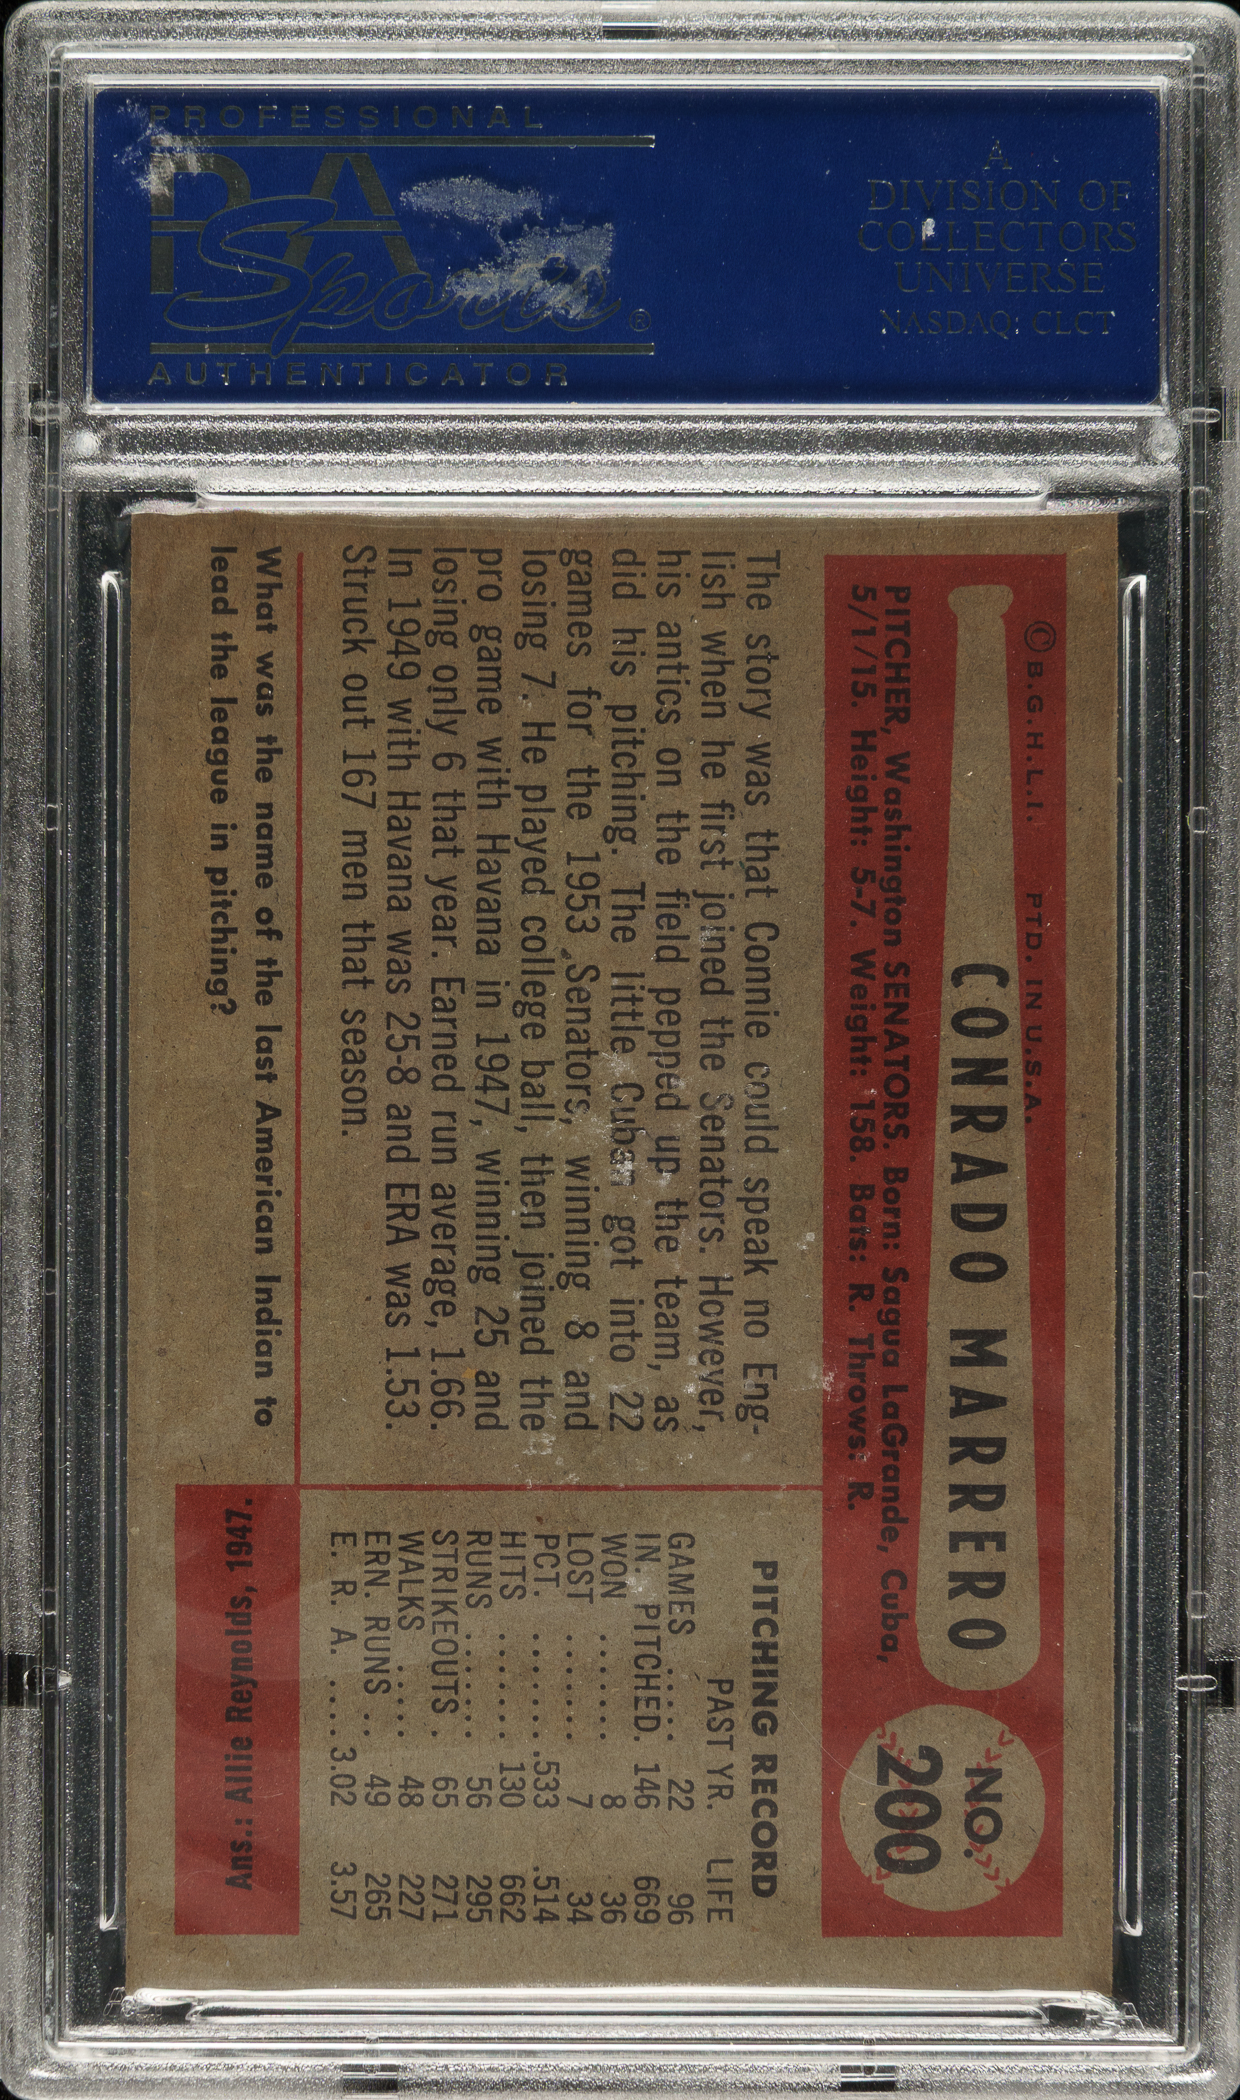 PROFESSIONAL
PSA
Sports®
AUTHENTICATOR
A
DIVISION OF
COLLECTORS
UNIVERSE
NASDAQ: CLCT
© B.G.H.L.I. PTD. IN U.S.A.
CONRADO MARRERO
NO.
200
PITCHER, Washington SENATORS. Born: Sagua LaGrande, Cuba,
5/1/15. Height: 5-7. Weight: 158. Bats: R. Throws: R.
The story was that Connie could speak no Eng-
lish when he first joined the Senators. However,
his antics on the field pepped up the team, as
did his pitching. The little Cuban got into 22
games for the 1953 Senators, winning 8 and
losing 7. He played college ball, then joined the
pro game with Havana in 1947, winning 25 and
losing only 6 that year. Earned run average, 1.66.
In 1949 with Havana was 25-8 and ERA was 1.53.
Struck out 167 men that season.
PITCHING RECORD
PAST YR. LIFE
GAMES ..... 22 96
IN. PITCHED. 146 669
WON ....... 8 36
LOST ....... 7 34
PCT. ........ .533 .514
HITS ....... 130 662
RUNS ....... 56 295
STRIKEOUTS . 65 271
WALKS ..... 48 227
ERN. RUNS .. 49 265
E. R. A. .... 3.02 3.57
What was the name of the last American Indian to
lead the league in pitching?
Ans.: Allie Reynolds, 1947.